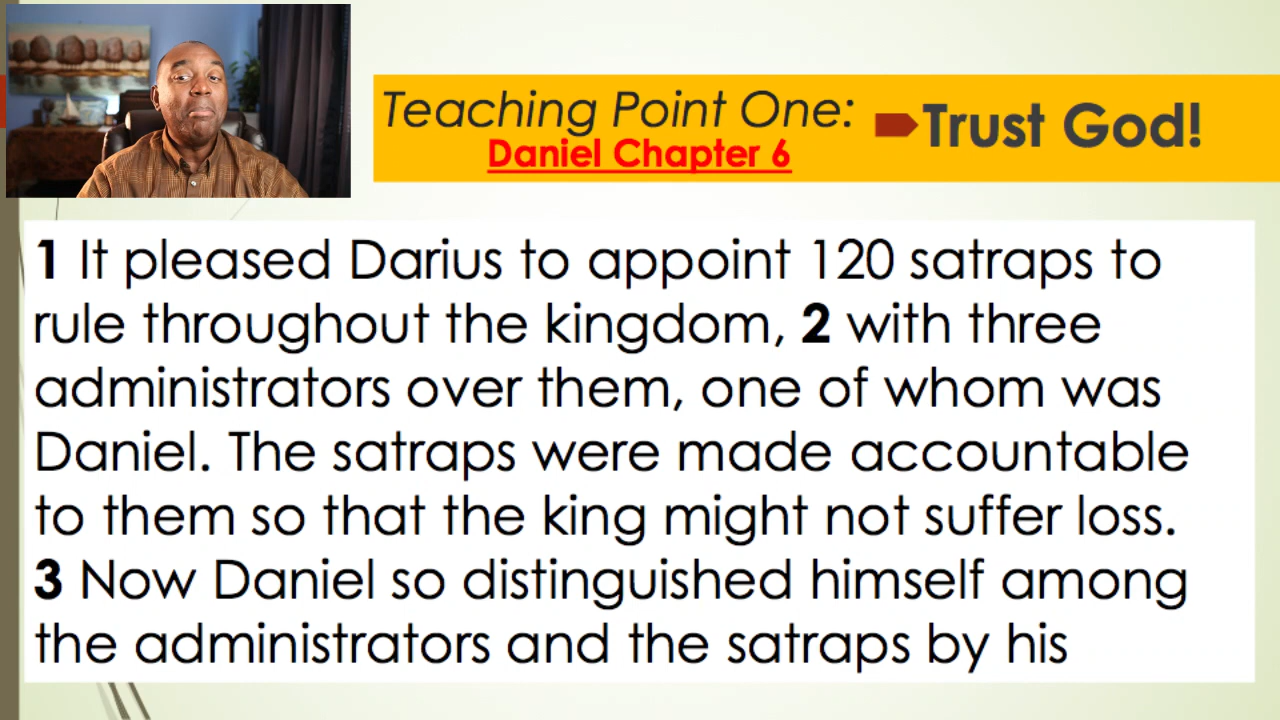 Teaching Point One:
Daniel Chapter 6
Trust God!
1 It pleased Darius to appoint 120 satraps to
rule throughout the kingdom, 2 with three
administrators over them, one of whom was
Daniel. The satraps were made accountable
to them so that the king might not suffer loss.
3 Now Daniel so distinguished himself among
the administrators and the satraps by his